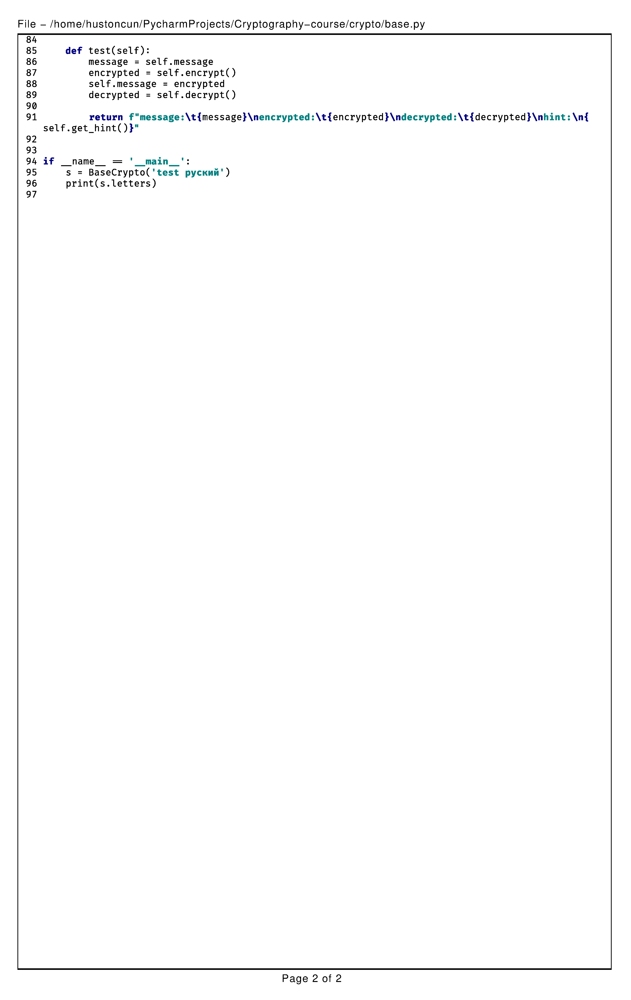 File – /home/hustoncun/PycharmProjects/Cryptography–course/crypto/base.py
84
85     def test(self):
86         message = self.message
87         encrypted = self.encrypt()
88         self.message = encrypted
89         decrypted = self.decrypt()
90
91         return f"message:\t{message}\nencrypted:\t{encrypted}\ndecrypted:\t{decrypted}\nhint:\n{
self.get_hint()}"
92
93
94 if __name__ == '__main__':
95     s = BaseCrypto('test руский')
96     print(s.letters)
97
Page 2 of 2